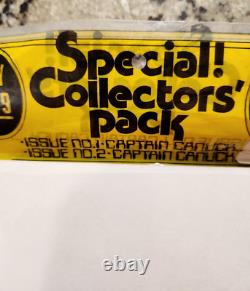 Special!
Collectors'
pack
•ISSUE NO.1•CAPTAIN CANUCK
•ISSUE NO.2•CAPTAIN CANUCK